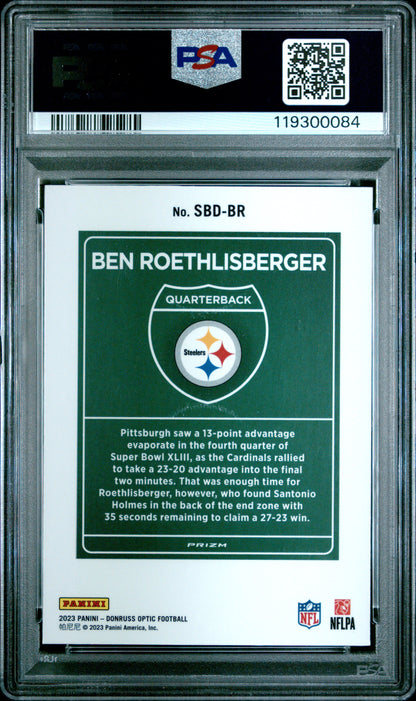 PSA
119300084
No. SBD-BR
BEN ROETHLISBERGER
QUARTERBACK
Steelers
Pittsburgh saw a 13-point advantage
evaporate in the fourth quarter of
Super Bowl XLIII, as the Cardinals rallied
to take a 23-20 advantage into the final
two minutes. That was enough time for
Roethlisberger, however, who found Santonio
Holmes in the back of the end zone with
35 seconds remaining to claim a 27-23 win.
PRIZM
PANINI
2023 PANINI – DONRUSS OPTIC FOOTBALL
帕尼尼 © 2023 Panini America, Inc.
NFL
NFLPA
PSA